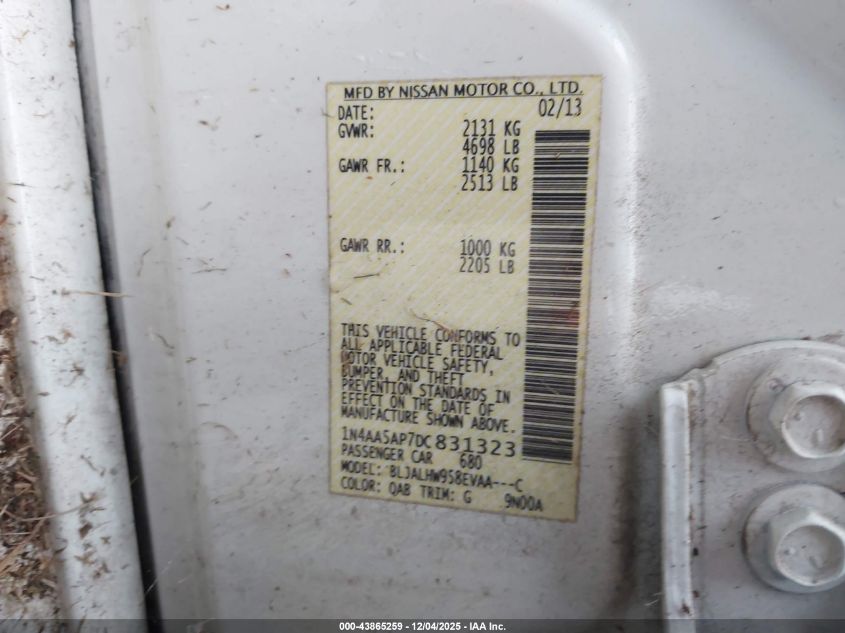 MFD BY NISSAN MOTOR CO., LTD.
DATE: 02/13
GVWR: 2131 KG
4698 LB
GAWR FR.: 1140 KG
2513 LB
GAWR RR.: 1000 KG
2205 LB
THIS VEHICLE CONFORMS TO
ALL APPLICABLE FEDERAL
MOTOR VEHICLE SAFETY,
BUMPER, AND THEFT
PREVENTION STANDARDS IN
EFFECT ON THE DATE OF
MANUFACTURE SHOWN ABOVE.
1N4AA5AP7DC831323
PASSENGER CAR 680
MODEL: BLJALHW958EVAA---C
COLOR: QAB TRIM: G 9N00A
000-43865259 - 12/04/2025 - IAA Inc.